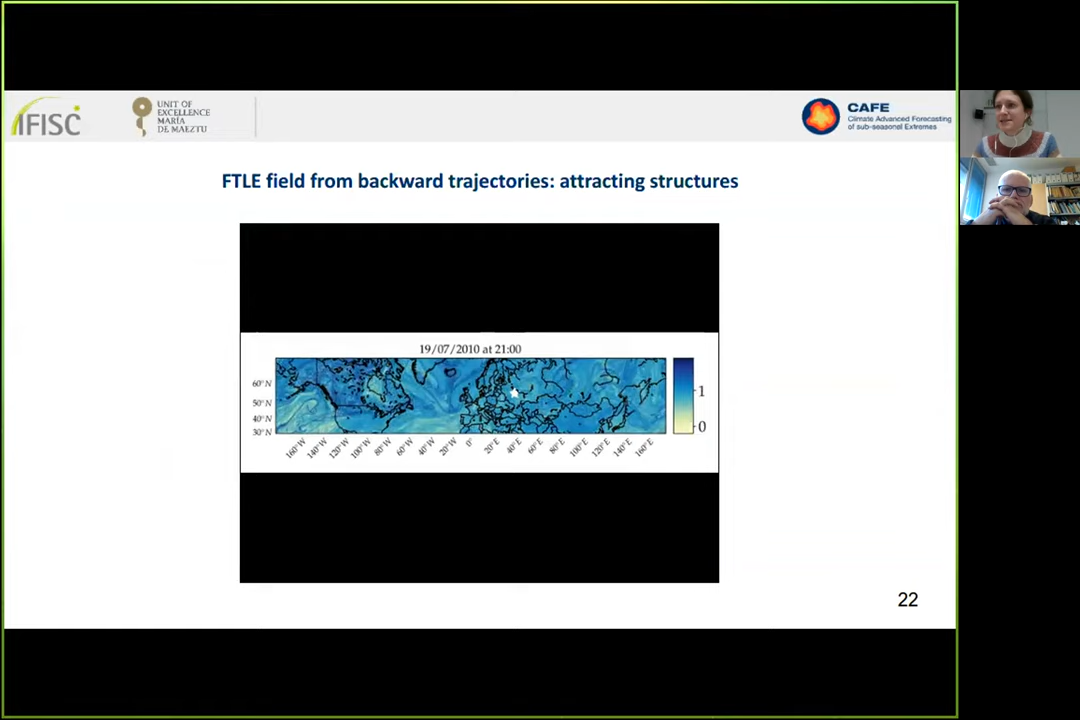 IFISC
UNIT OF
EXCELLENCE
MARÍA
DE MAEZTU
CAFE
Climate Advanced Forecasting
of sub-seasonal Extremes
FTLE field from backward trajectories: attracting structures
19/07/2010 at 21:00
60° N
50° N
40° N
30° N
1
0
160°W 140°W 120°W 100°W 80°W 60°W 40°W 20°W 0° 20°E 40°E 60°E 80°E 100°E 120°E 140°E 160°E
22